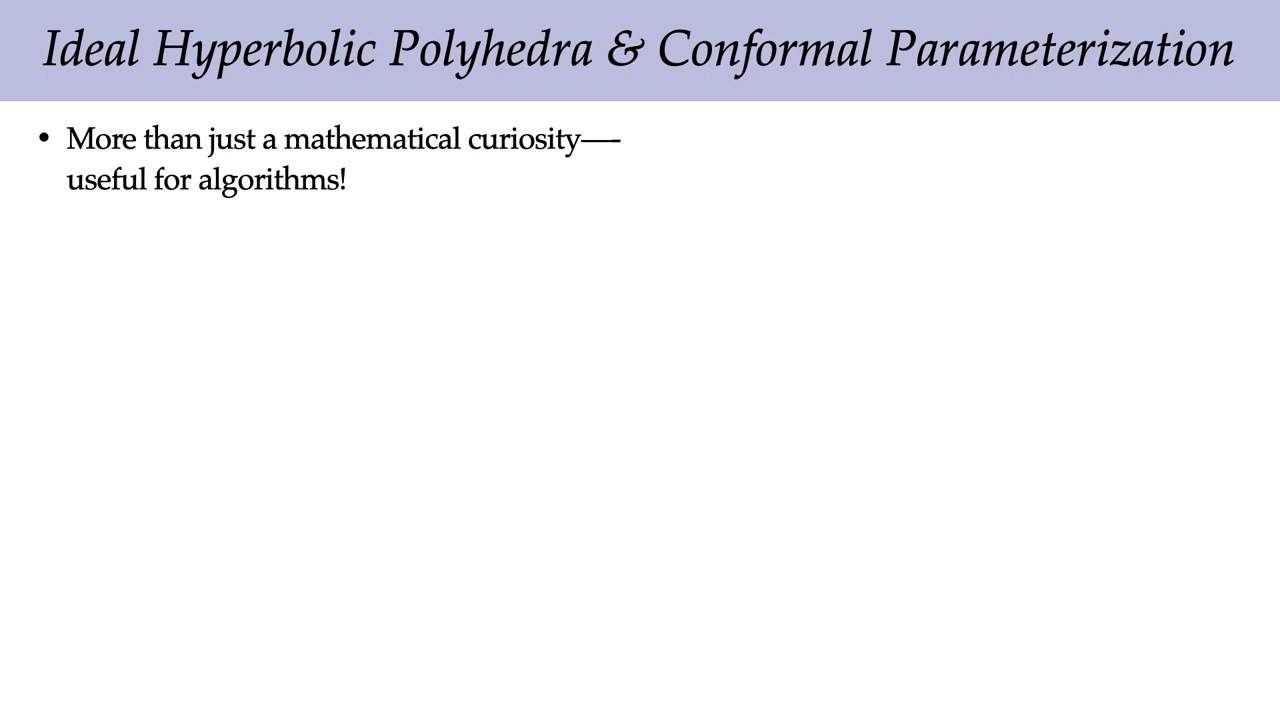 Ideal Hyperbolic Polyhedra & Conformal Parameterization
• More than just a mathematical curiosity—-
useful for algorithms!